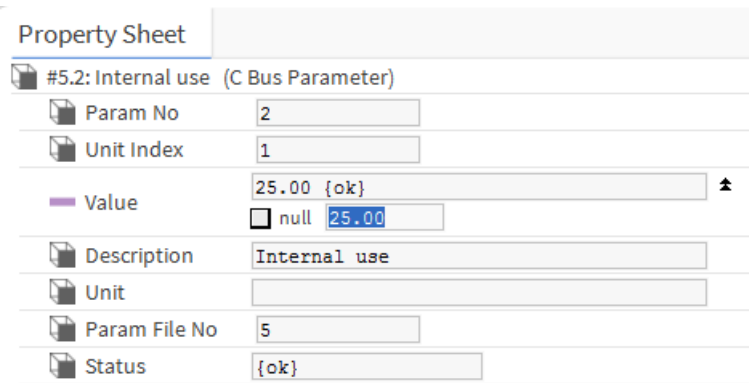 Property Sheet
#5.2: Internal use (C Bus Parameter)
Param No 2
Unit Index 1
Value 25.00 {ok}
null 25.00
Description Internal use
Unit
Param File No 5
Status {ok}